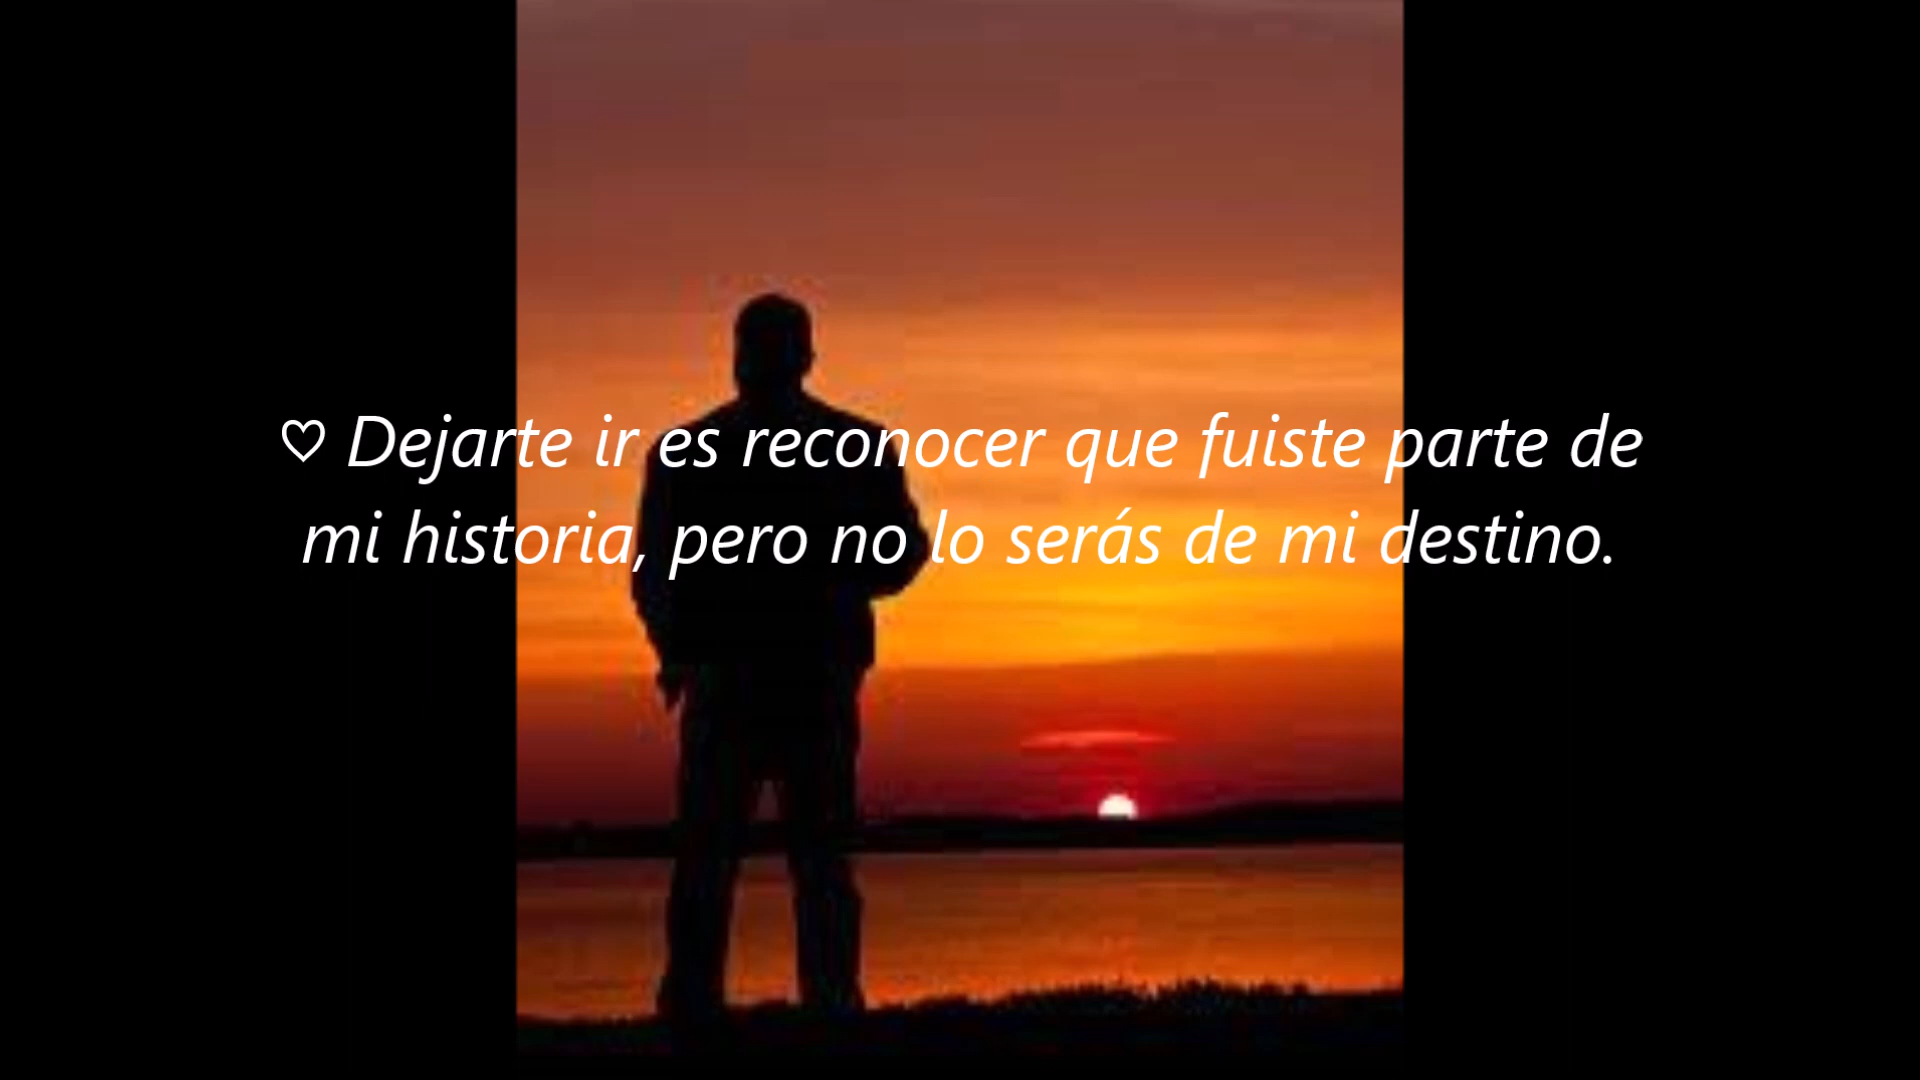 ♡ Dejarte ir es reconocer que fuiste parte de
mi historia, pero no lo serás de mi destino.